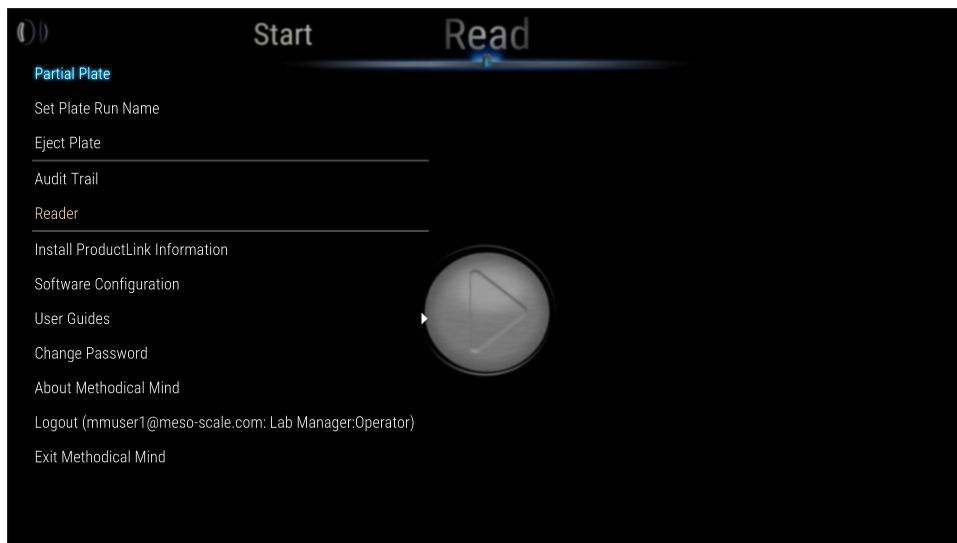 Start Read
Partial Plate
Set Plate Run Name
Eject Plate
Audit Trail
Reader
Install ProductLink Information
Software Configuration
User Guides
Change Password
About Methodical Mind
Logout (mmuser1@meso-scale.com: Lab Manager:Operator)
Exit Methodical Mind